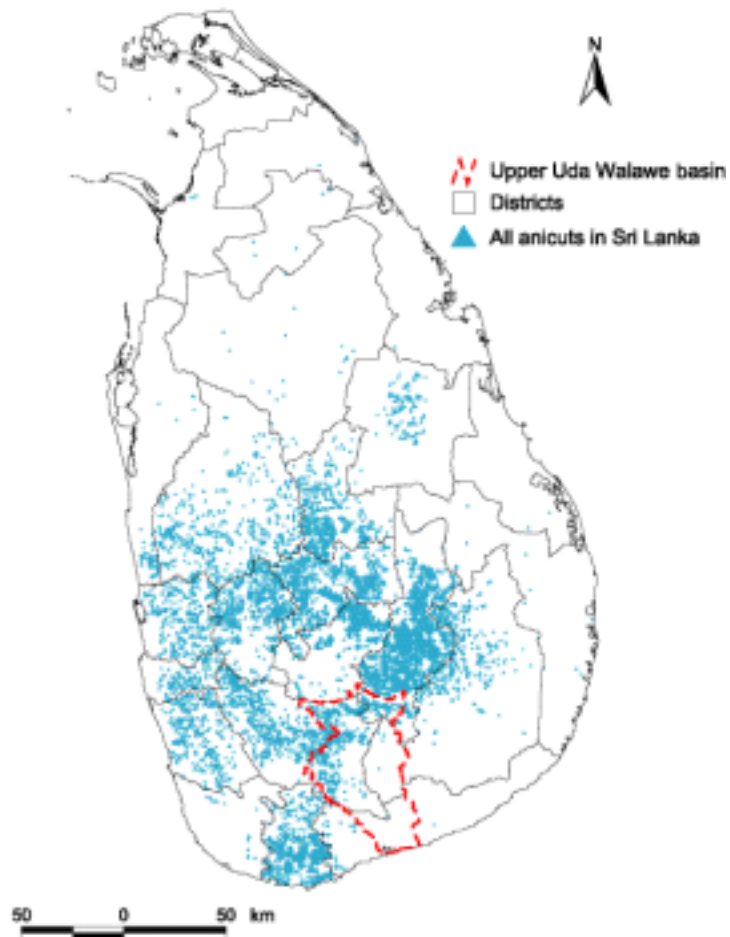 N
Upper Uda Walawe basin
Districts
All anicuts in Sri Lanka
50 0 50 km